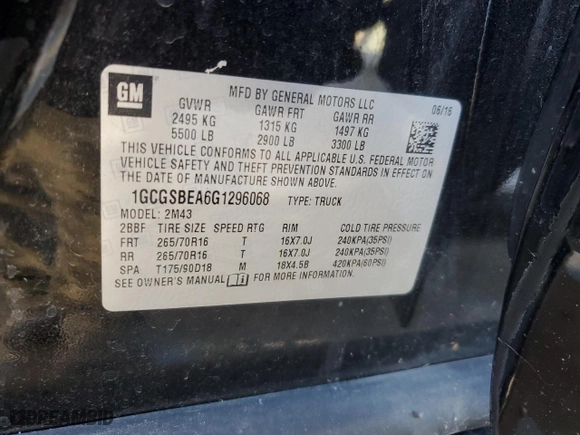 GM
MFD BY GENERAL MOTORS LLC
05/16
GVWR GAWR FRT GAWR RR
2495 KG 1315 KG 1497 KG
5500 LB 2900 LB 3300 LB
THIS VEHICLE CONFORMS TO ALL APPLICABLE U.S. FEDERAL MOTOR
VEHICLE SAFETY AND THEFT PREVENTION STANDARDS IN EFFECT ON
THE DATE OF MANUFACTURE SHOWN ABOVE.
1GCGSBEA6G1296068 TYPE: TRUCK
MODEL: 2M43
2BBF TIRE SIZE SPEED RTG RIM COLD TIRE PRESSURE
FRT 265/70R16 T 16X7.0J 240KPA(35PSI)
RR 265/70R16 T 16X7.0J 240KPA(35PSI)
SPA T175/90D18 M 18X4.5B 420KPA(60PSI)
SEE OWNER'S MANUAL FOR MORE INFORMATION.
DREAMBID